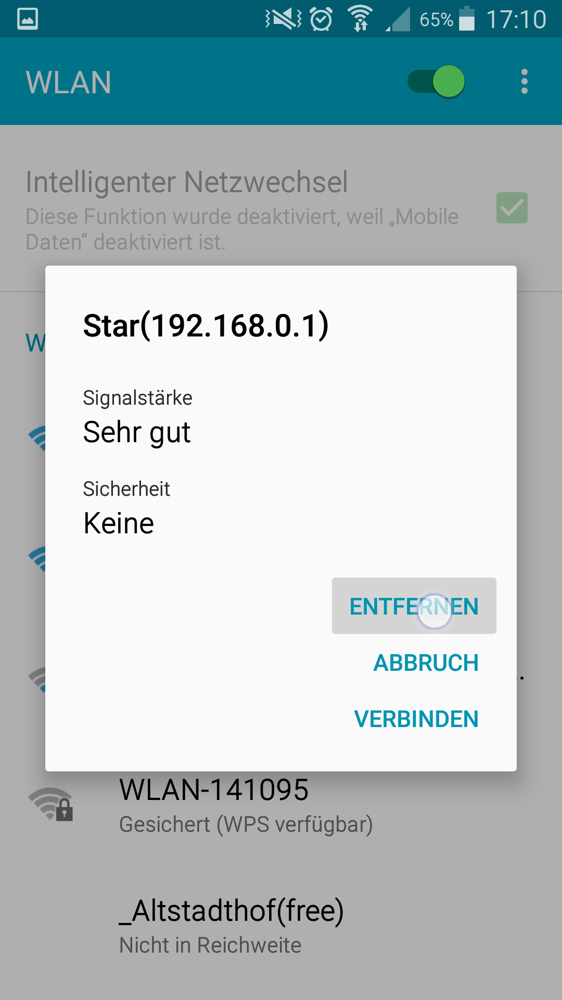 65% 17:10
WLAN
Intelligenter Netzwechsel
Diese Funktion wurde deaktiviert, weil „Mobile
Daten“ deaktiviert ist.
W
Star(192.168.0.1)
Signalstärke
Sehr gut
Sicherheit
Keine
ENTFERNEN
ABBRUCH
VERBINDEN
WLAN-141095
Gesichert (WPS verfügbar)
_Altstadthof(free)
Nicht in Reichweite